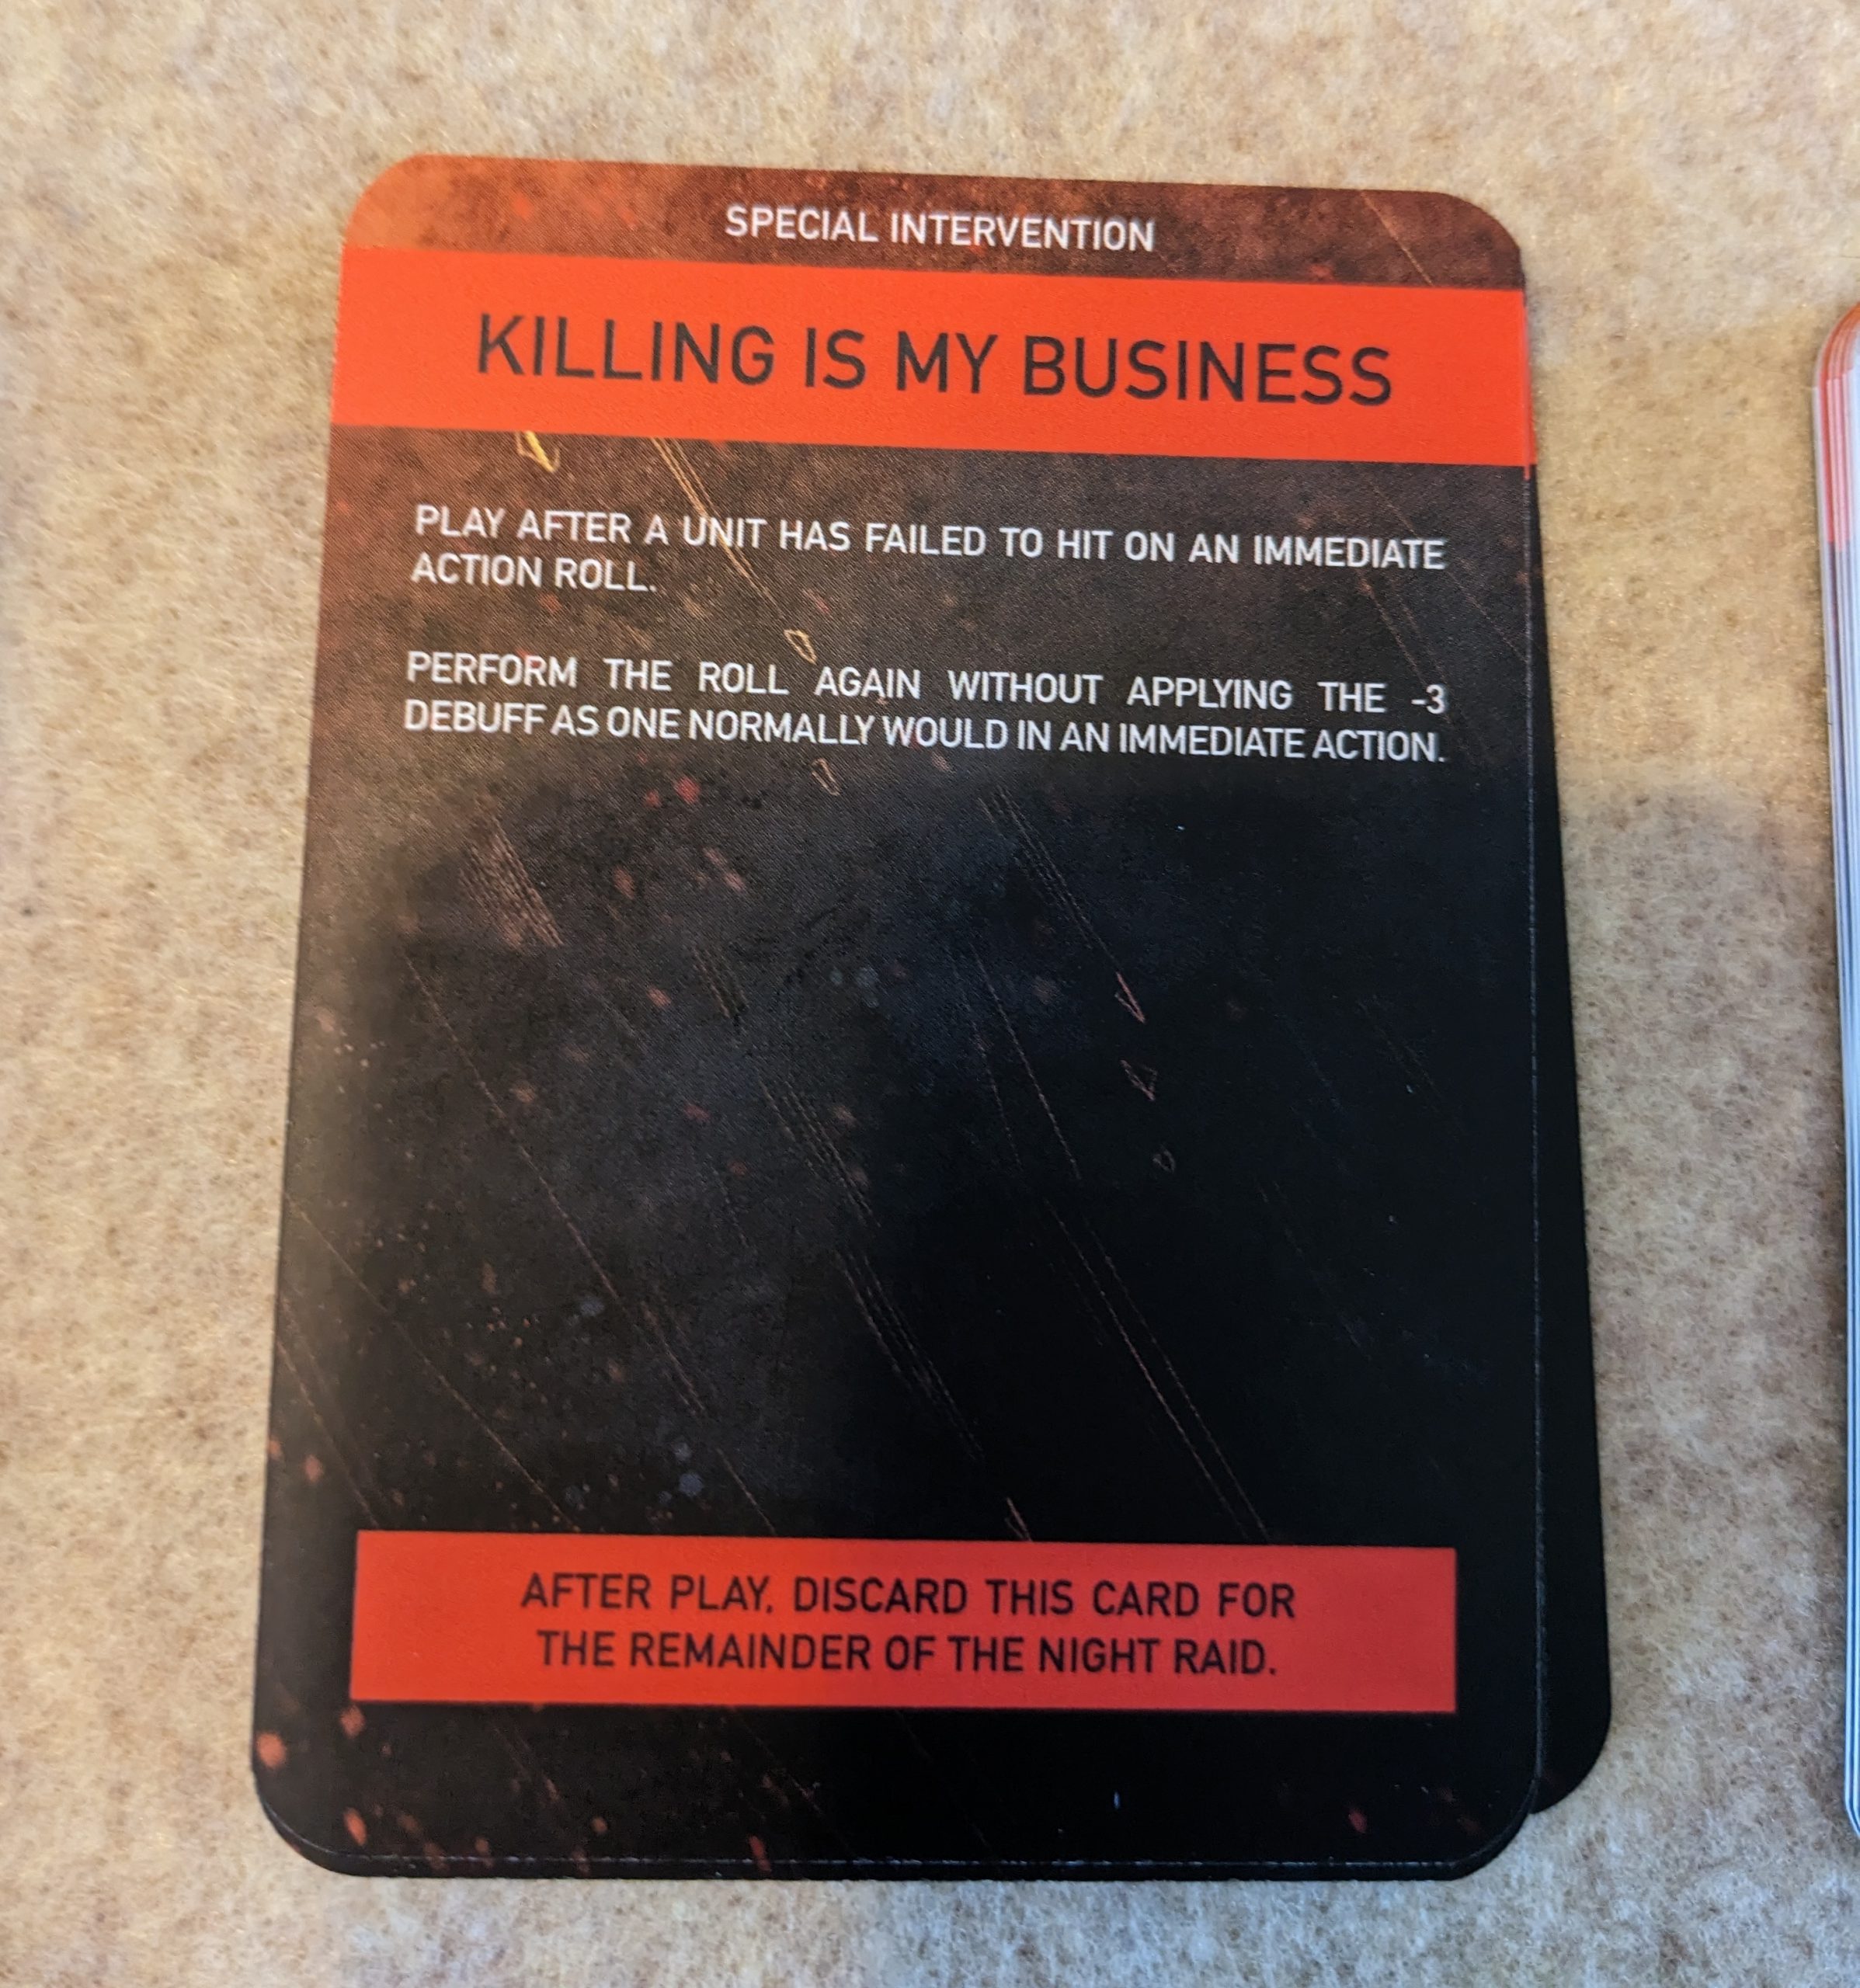 SPECIAL INTERVENTION
KILLING IS MY BUSINESS
PLAY AFTER A UNIT HAS FAILED TO HIT ON AN IMMEDIATE
ACTION ROLL.
PERFORM THE ROLL AGAIN WITHOUT APPLYING THE -3
DEBUFF AS ONE NORMALLY WOULD IN AN IMMEDIATE ACTION.
AFTER PLAY, DISCARD THIS CARD FOR
THE REMAINDER OF THE NIGHT RAID.